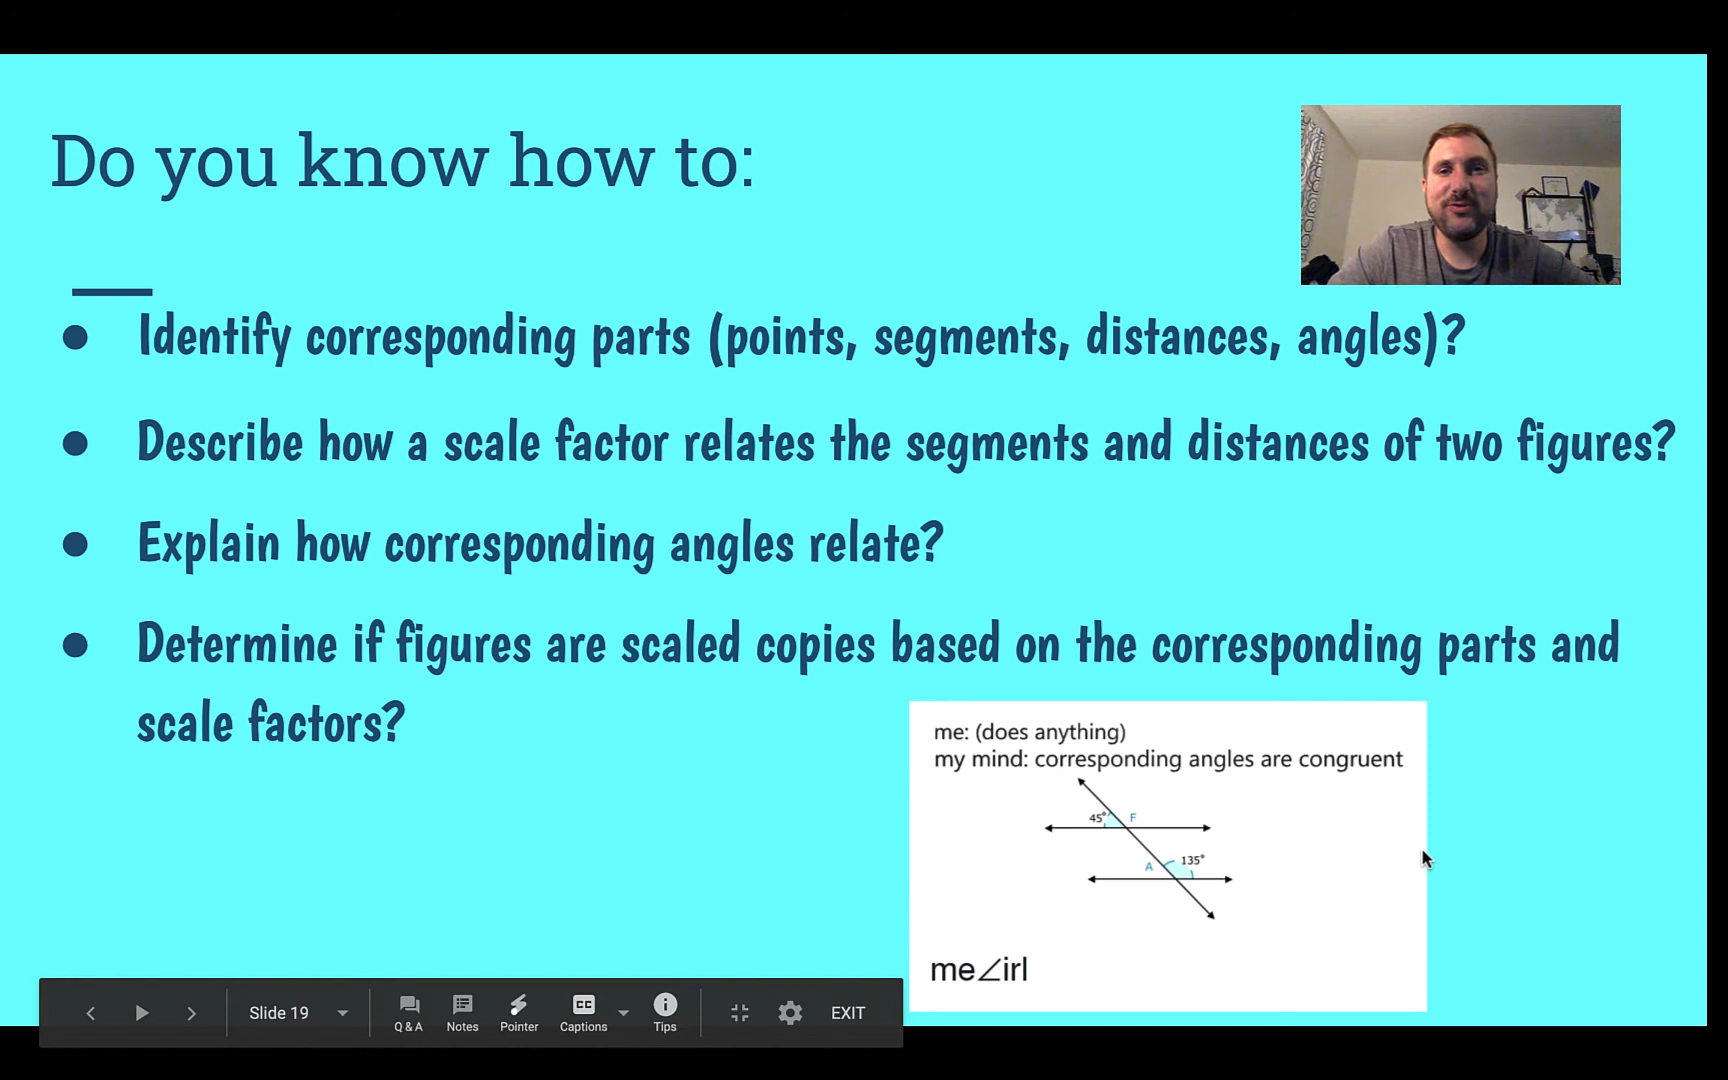 Do you know how to:
● Identify corresponding parts (points, segments, distances, angles)?
● Describe how a scale factor relates the segments and distances of two figures?
● Explain how corresponding angles relate?
● Determine if figures are scaled copies based on the corresponding parts and
scale factors?
me: (does anything)
my mind: corresponding angles are congruent
45° F
A 135°
me∠irl
Slide 19 Q & A Notes Pointer CC Captions Tips EXIT